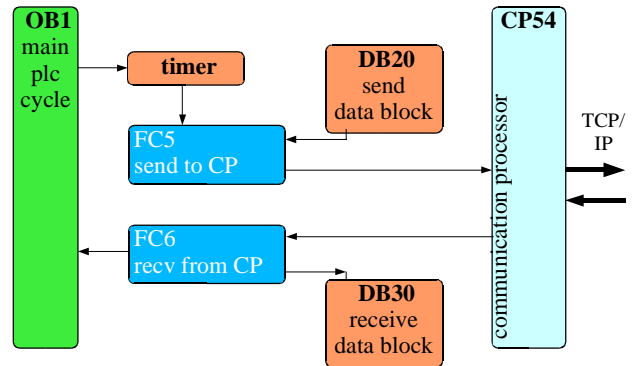 OB1
main
plc
cycle
timer
DB20
send
data block
FC5
send to CP
FC6
recv from CP
DB30
receive
data block
CP54
communication processor
TCP/
IP